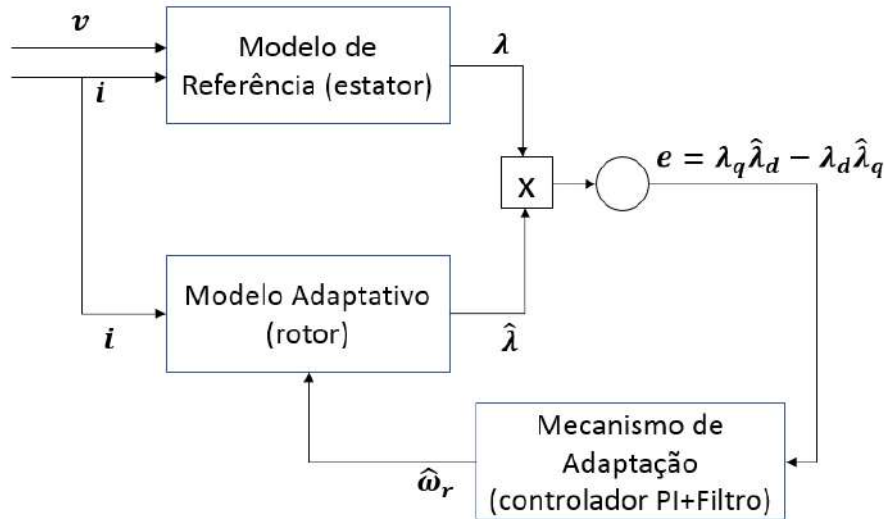 v
i
Modelo de
Referência (estator)
λ
e = λ_q λ̂_d − λ_d λ̂_q
X
Modelo Adaptativo
(rotor)
i
λ̂
Mecanismo de
Adaptação
(controlador PI+Filtro)
ω̂_r